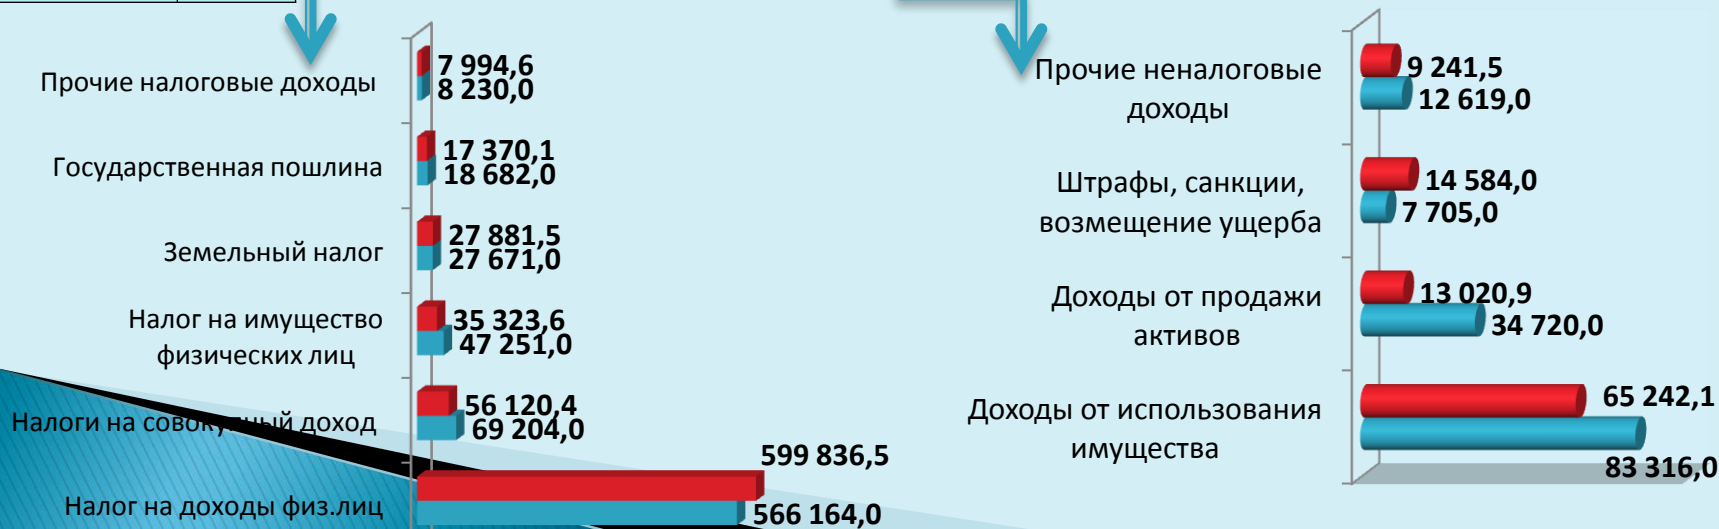 Прочие налоговые доходы
7 994,6
8 230,0
Государственная пошлина
17 370,1
18 682,0
Земельный налог
27 881,5
27 671,0
Налог на имущество
физических лиц
35 323,6
47 251,0
Налоги на совокупный доход
56 120,4
69 204,0
Налог на доходы физ.лиц
599 836,5
566 164,0
Прочие неналоговые
доходы
9 241,5
12 619,0
Штрафы, санкции,
возмещение ущерба
14 584,0
7 705,0
Доходы от продажи
активов
13 020,9
34 720,0
Доходы от использования
имущества
65 242,1
83 316,0